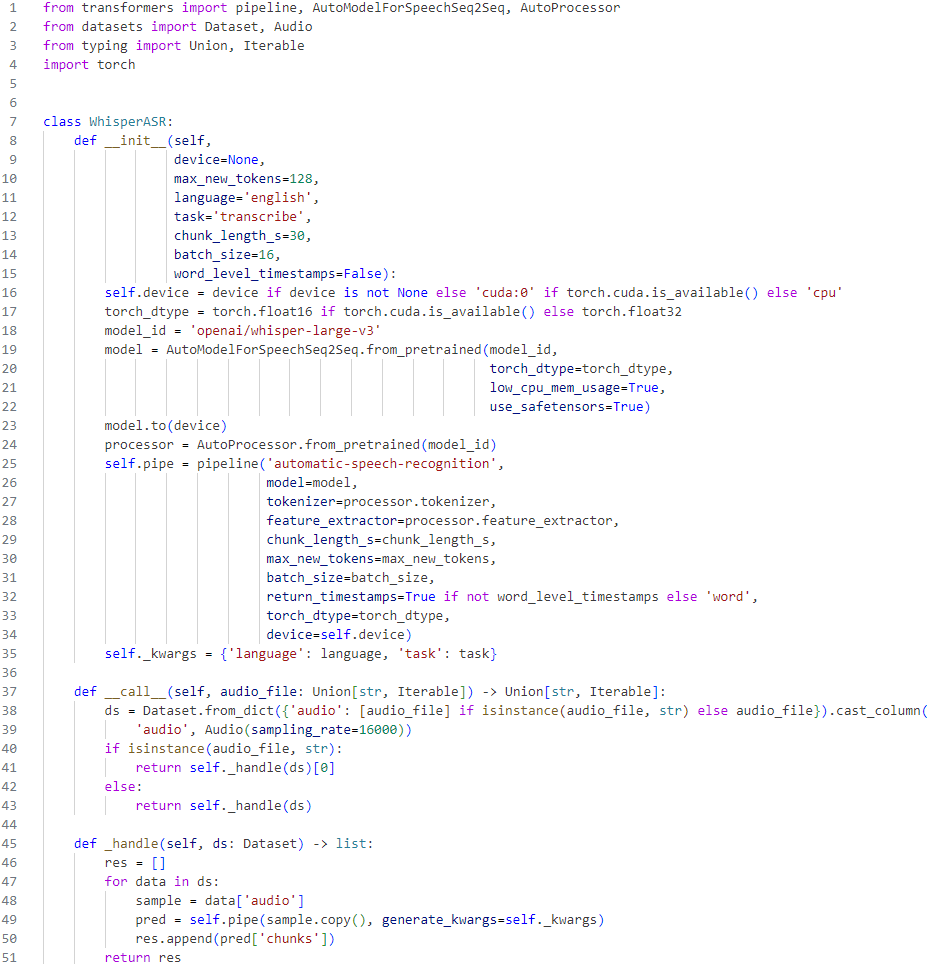 1 from transformers import pipeline, AutoModelForSpeechSeq2Seq, AutoProcessor
2 from datasets import Dataset, Audio
3 from typing import Union, Iterable
4 import torch
5
6
7 class WhisperASR:
8     def __init__(self,
9                  device=None,
10                  max_new_tokens=128,
11                  language='english',
12                  task='transcribe',
13                  chunk_length_s=30,
14                  batch_size=16,
15                  word_level_timestamps=False):
16         self.device = device if device is not None else 'cuda:0' if torch.cuda.is_available() else 'cpu'
17         torch_dtype = torch.float16 if torch.cuda.is_available() else torch.float32
18         model_id = 'openai/whisper-large-v3'
19         model = AutoModelForSpeechSeq2Seq.from_pretrained(model_id,
20                                                           torch_dtype=torch_dtype,
21                                                           low_cpu_mem_usage=True,
22                                                           use_safetensors=True)
23         model.to(device)
24         processor = AutoProcessor.from_pretrained(model_id)
25         self.pipe = pipeline('automatic-speech-recognition',
26                              model=model,
27                              tokenizer=processor.tokenizer,
28                              feature_extractor=processor.feature_extractor,
29                              chunk_length_s=chunk_length_s,
30                              max_new_tokens=max_new_tokens,
31                              batch_size=batch_size,
32                              return_timestamps=True if not word_level_timestamps else 'word',
33                              torch_dtype=torch_dtype,
34                              device=self.device)
35         self._kwargs = {'language': language, 'task': task}
36
37     def __call__(self, audio_file: Union[str, Iterable]) -> Union[str, Iterable]:
38         ds = Dataset.from_dict({'audio': [audio_file] if isinstance(audio_file, str) else audio_file}).cast_column(
39             'audio', Audio(sampling_rate=16000))
40         if isinstance(audio_file, str):
41             return self._handle(ds)[0]
42         else:
43             return self._handle(ds)
44
45     def _handle(self, ds: Dataset) -> list:
46         res = []
47         for data in ds:
48             sample = data['audio']
49             pred = self.pipe(sample.copy(), generate_kwargs=self._kwargs)
50             res.append(pred['chunks'])
51         return res